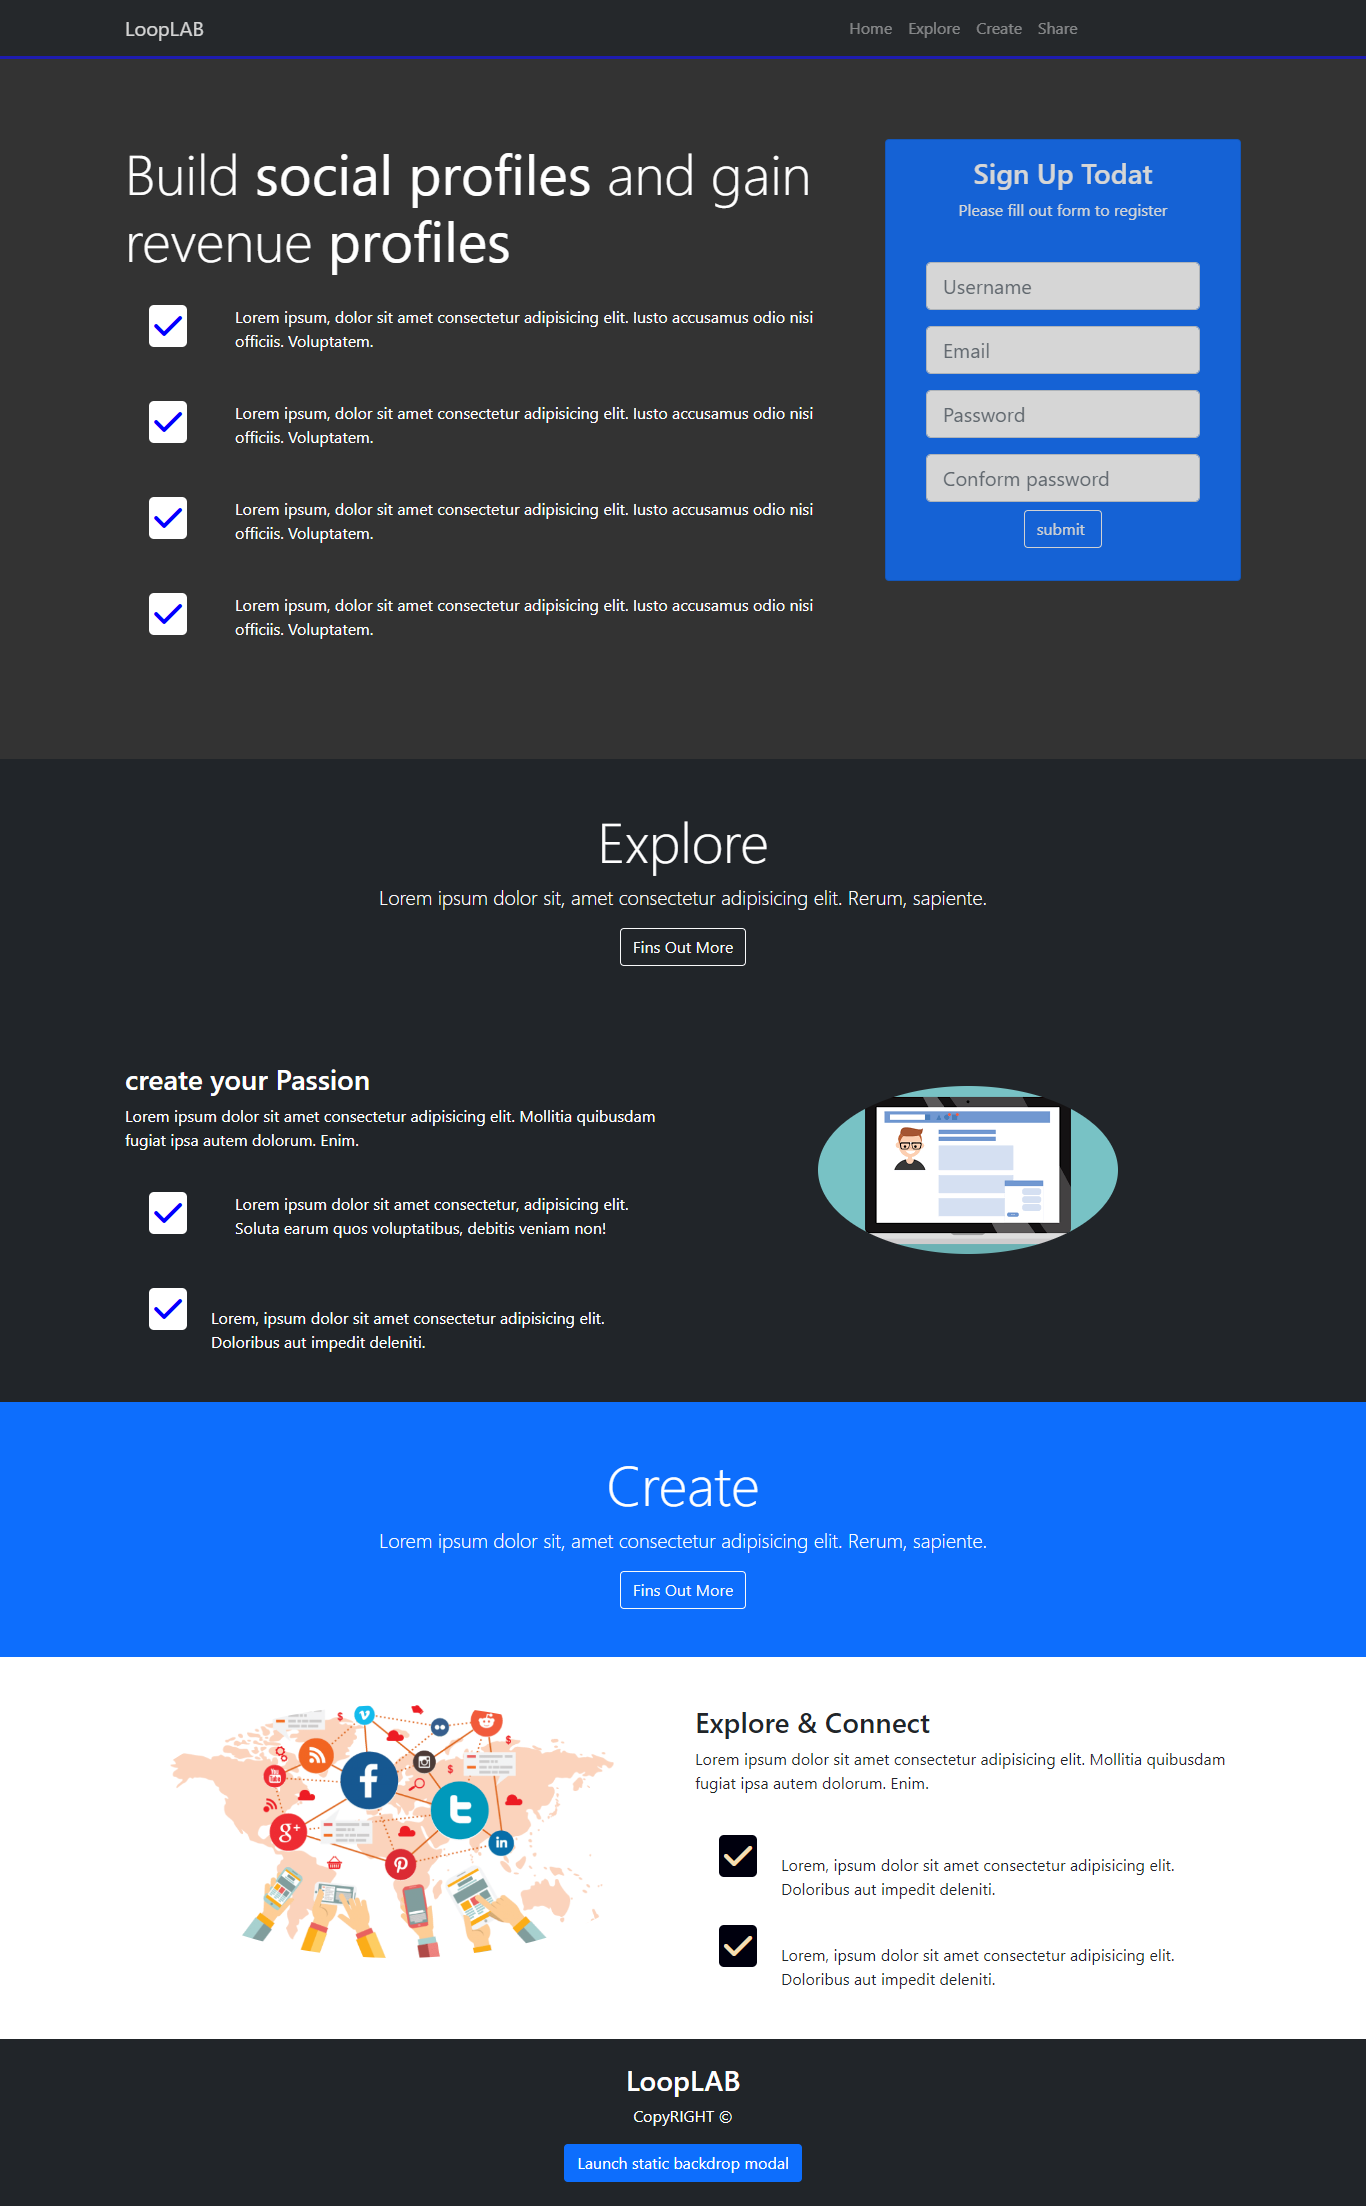 LoopLAB
Home Explore Create Share
Build social profiles and gain
revenue profiles
Lorem ipsum, dolor sit amet consectetur adipisicing elit. Iusto accusamus odio nisi
officiis. Voluptatem.
Lorem ipsum, dolor sit amet consectetur adipisicing elit. Iusto accusamus odio nisi
officiis. Voluptatem.
Lorem ipsum, dolor sit amet consectetur adipisicing elit. Iusto accusamus odio nisi
officiis. Voluptatem.
Lorem ipsum, dolor sit amet consectetur adipisicing elit. Iusto accusamus odio nisi
officiis. Voluptatem.
Sign Up Todat
Please fill out form to register
Username
Email
Password
Conform password
submit
Explore
Lorem ipsum dolor sit, amet consectetur adipisicing elit. Rerum, sapiente.
Fins Out More
create your Passion
Lorem ipsum dolor sit amet consectetur adipisicing elit. Mollitia quibusdam
fugiat ipsa autem dolorum. Enim.
Lorem ipsum dolor sit amet consectetur, adipisicing elit.
Soluta earum quos voluptatibus, debitis veniam non!
Lorem, ipsum dolor sit amet consectetur adipisicing elit.
Doloribus aut impedit deleniti.
Create
Lorem ipsum dolor sit, amet consectetur adipisicing elit. Rerum, sapiente.
Fins Out More
$
$
You Tube
f
t
$
g+
in
Explore & Connect
Lorem ipsum dolor sit amet consectetur adipisicing elit. Mollitia quibusdam
fugiat ipsa autem dolorum. Enim.
Lorem, ipsum dolor sit amet consectetur adipisicing elit.
Doloribus aut impedit deleniti.
Lorem, ipsum dolor sit amet consectetur adipisicing elit.
Doloribus aut impedit deleniti.
LoopLAB
CopyRIGHT ©
Launch static backdrop modal